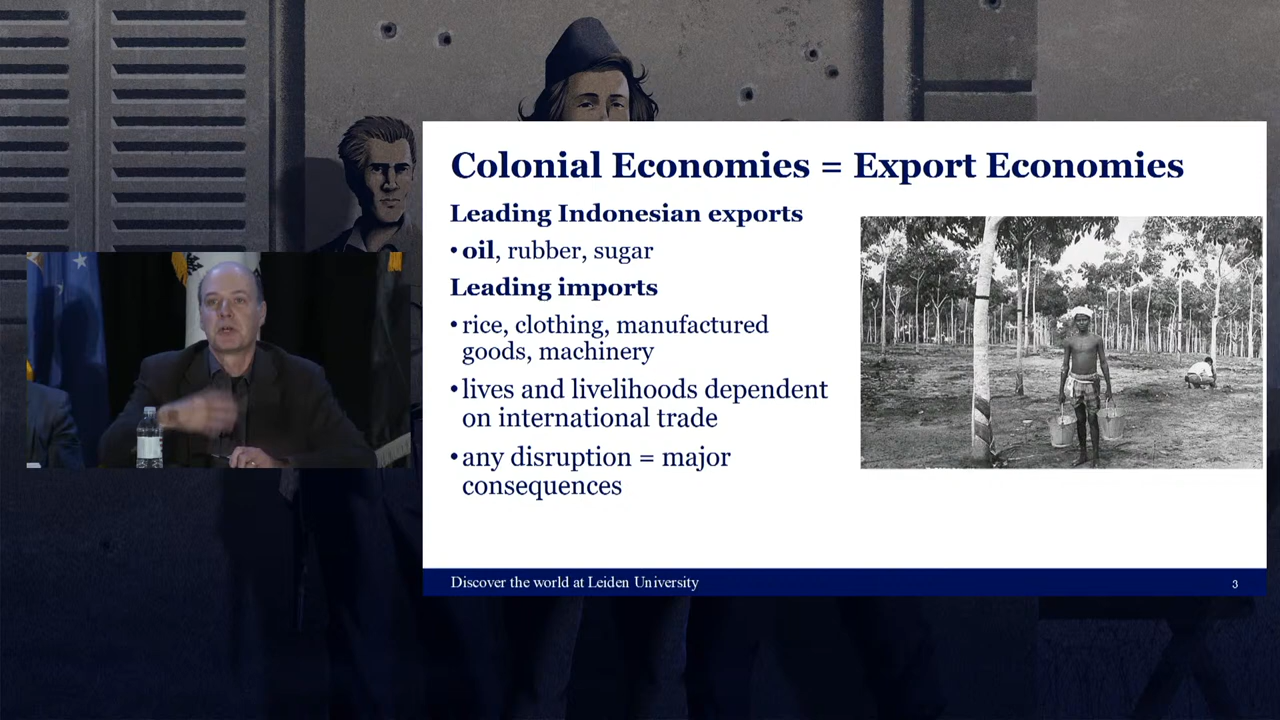 Colonial Economies = Export Economies
Leading Indonesian exports
• oil, rubber, sugar
Leading imports
• rice, clothing, manufactured
goods, machinery
• lives and livelihoods dependent
on international trade
• any disruption = major
consequences
Discover the world at Leiden University
3